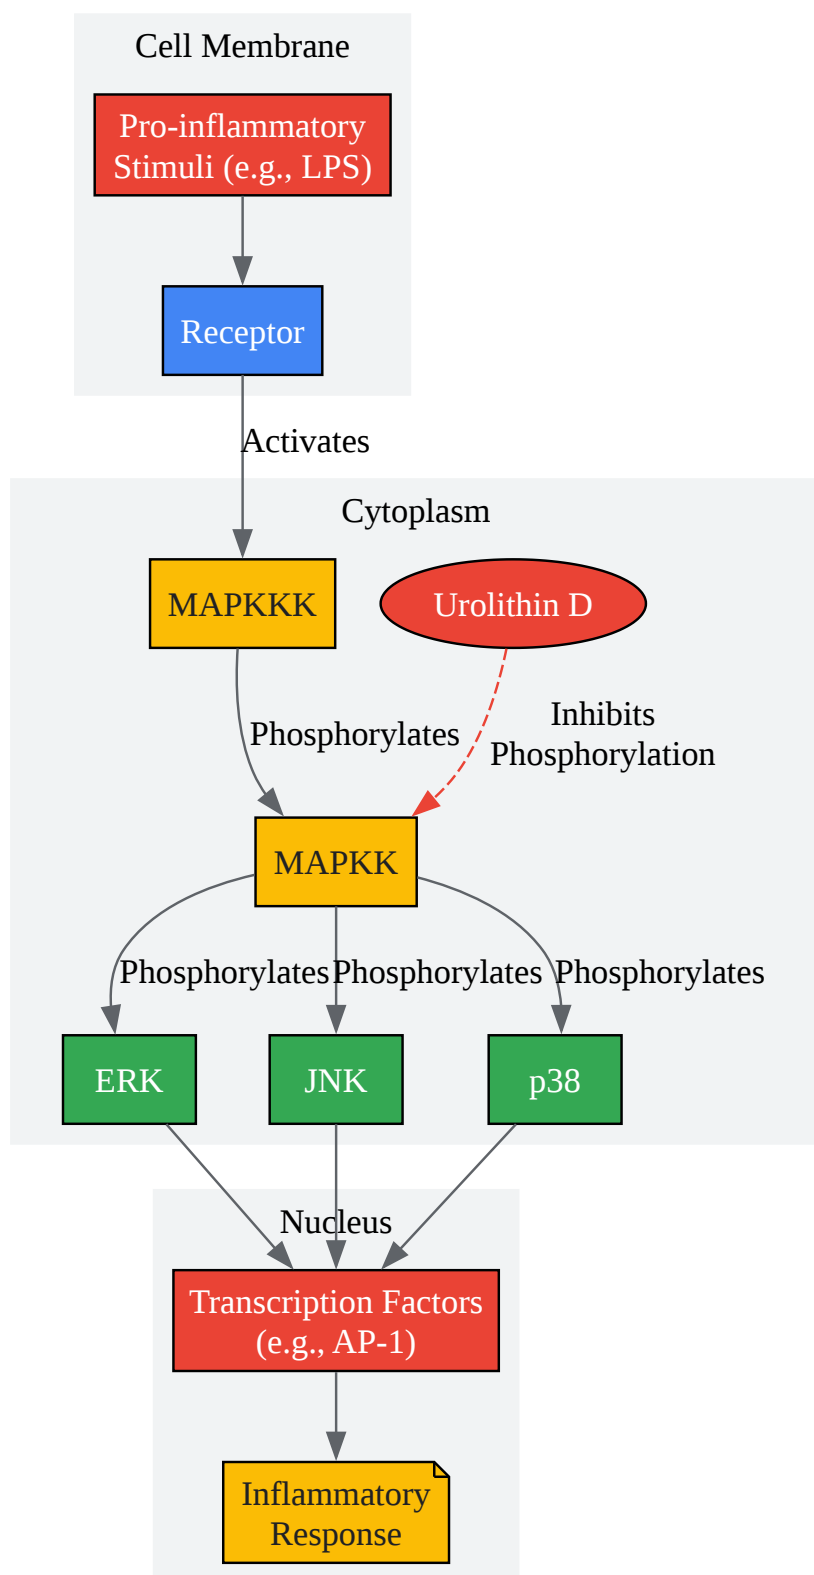 Cell Membrane
Pro-inflammatory
Stimuli (e.g., LPS)
Receptor
Activates
Cytoplasm
MAPKKK
Urolithin D
Phosphorylates
Inhibits
Phosphorylation
MAPKK
Phosphorylates
Phosphorylates
Phosphorylates
ERK
JNK
p38
Nucleus
Transcription Factors
(e.g., AP-1)
Inflammatory
Response